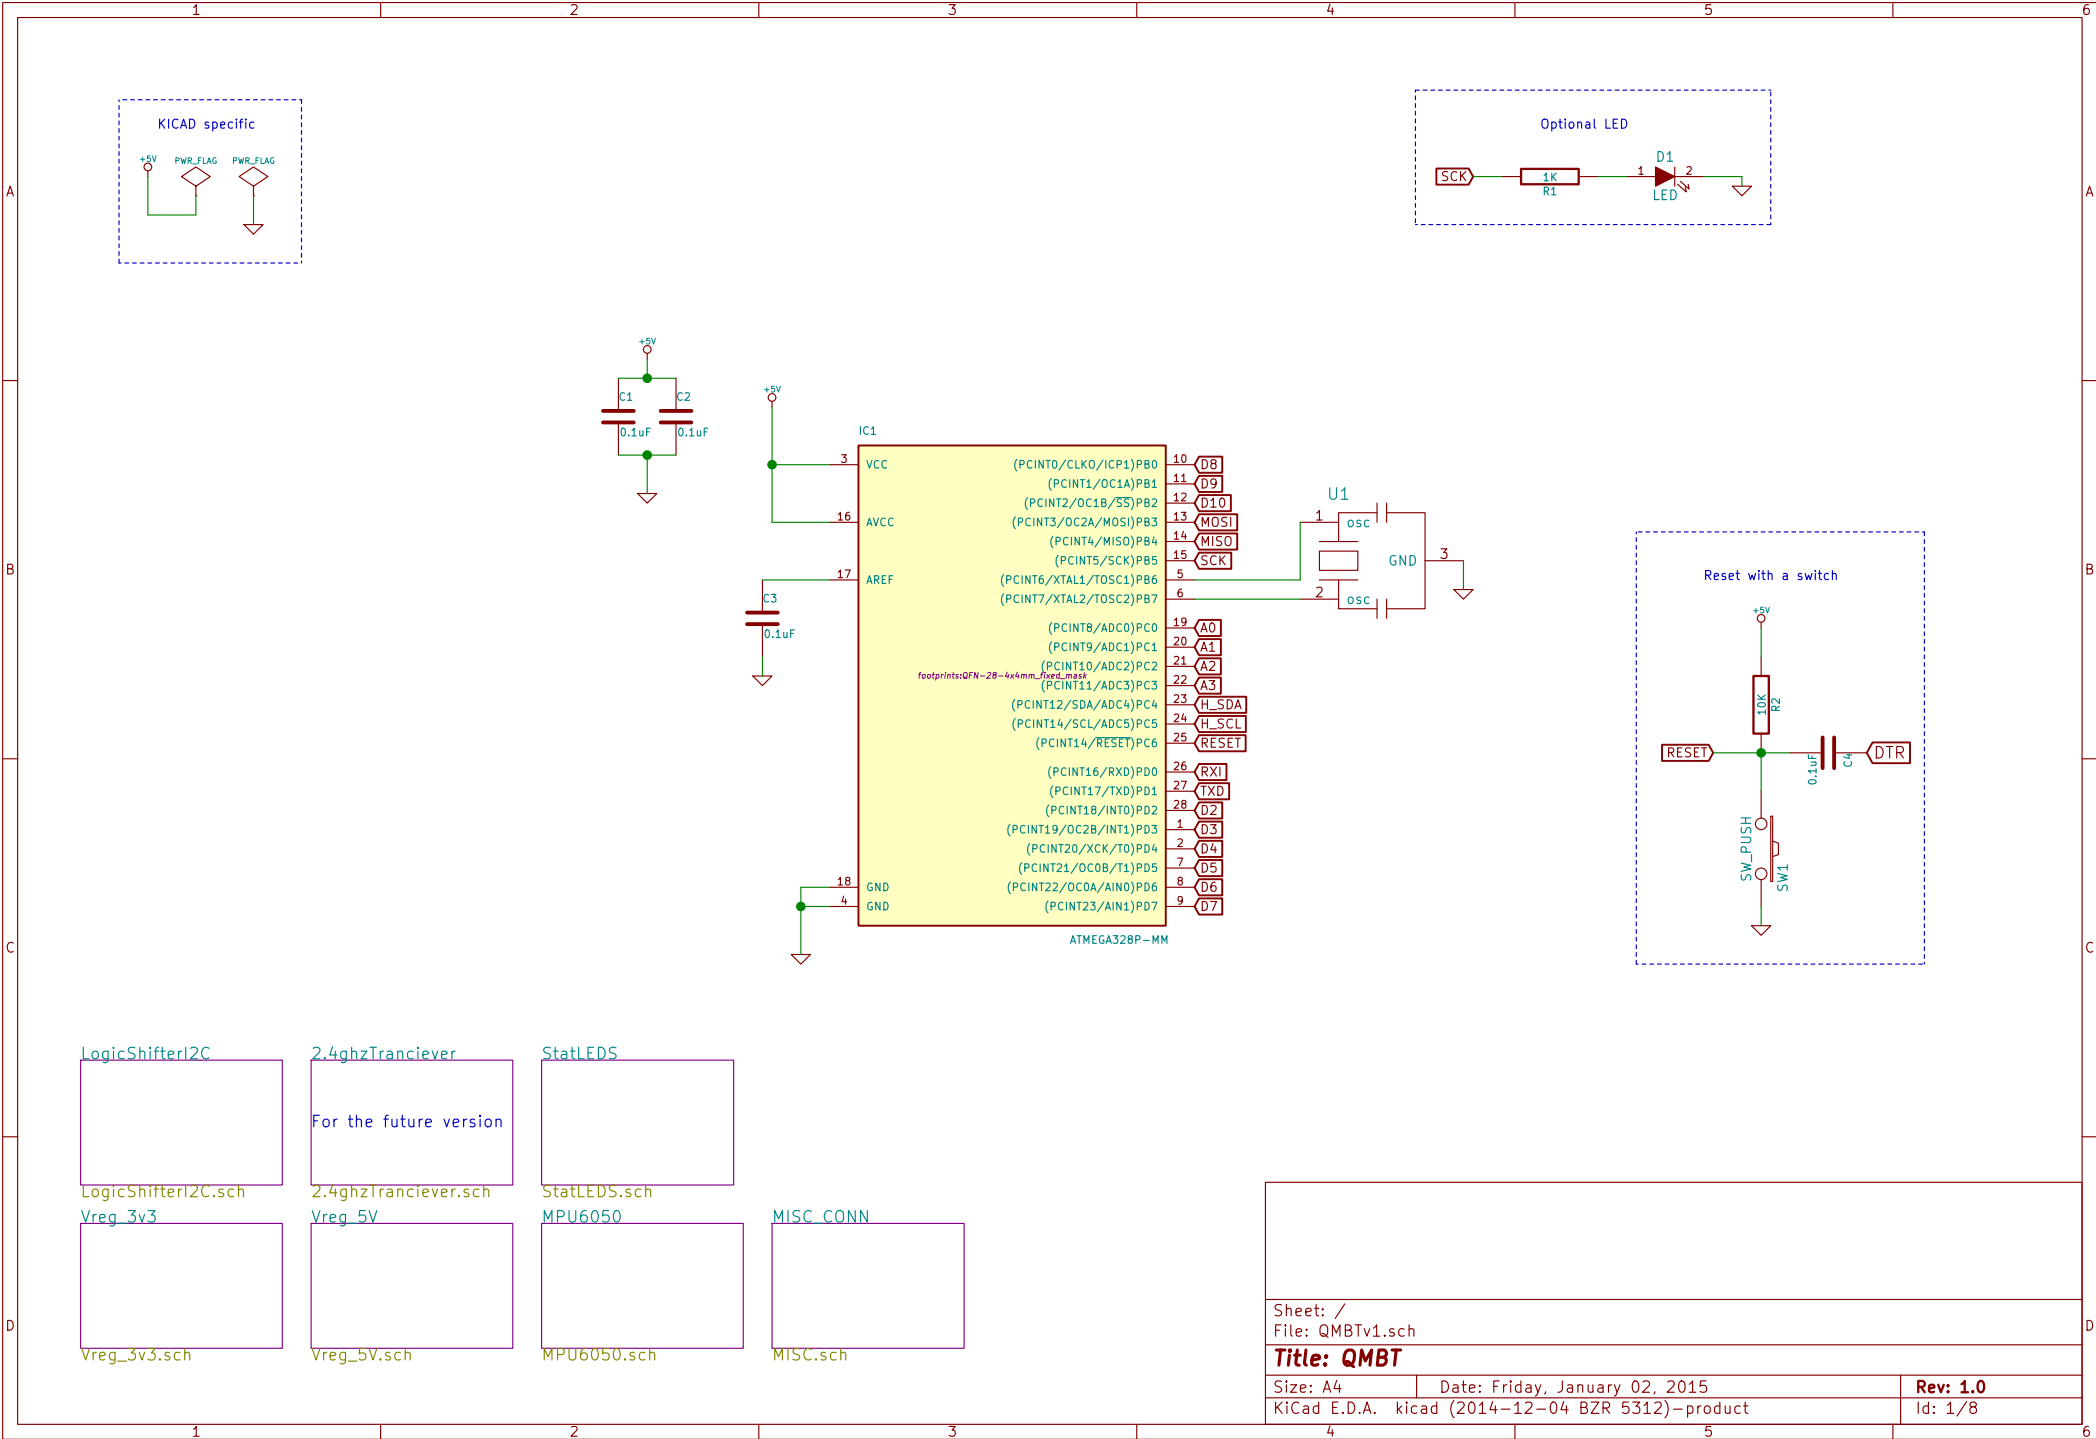 1 2 3 4 5 6
A A
B B
C C
D D
KICAD specific
+5V PWR_FLAG PWR_FLAG
Optional LED
SCK 1K R1 1 D1 2 LED
+5V
C1 C2
0.1uF 0.1uF
+5V
IC1
3 VCC
16 AVCC
17 AREF
C3
0.1uF
18 GND
4 GND
footprints:QFN-28-4x4mm_fixed_mask
(PCINT0/CLKO/ICP1)PB0 10 D8
(PCINT1/OC1A)PB1 11 D9
(PCINT2/OC1B/SS)PB2 12 D10
(PCINT3/OC2A/MOSI)PB3 13 MOSI
(PCINT4/MISO)PB4 14 MISO
(PCINT5/SCK)PB5 15 SCK
(PCINT6/XTAL1/TOSC1)PB6 5
(PCINT7/XTAL2/TOSC2)PB7 6
(PCINT8/ADC0)PC0 19 A0
(PCINT9/ADC1)PC1 20 A1
(PCINT10/ADC2)PC2 21 A2
(PCINT11/ADC3)PC3 22 A3
(PCINT12/SDA/ADC4)PC4 23 H_SDA
(PCINT14/SCL/ADC5)PC5 24 H_SCL
(PCINT14/RESET)PC6 25 RESET
(PCINT16/RXD)PD0 26 RXI
(PCINT17/TXD)PD1 27 TXD
(PCINT18/INT0)PD2 28 D2
(PCINT19/OC2B/INT1)PD3 1 D3
(PCINT20/XCK/T0)PD4 2 D4
(PCINT21/OC0B/T1)PD5 7 D5
(PCINT22/OC0A/AIN0)PD6 8 D6
(PCINT23/AIN1)PD7 9 D7
ATMEGA328P-MM
U1
1 osc
GND 3
2 osc
Reset with a switch
+5V
10K R2
RESET 0.1uF C4 DTR
SW_PUSH SW1
LogicShifterI2C 2.4ghzTranciever StatLEDS
For the future version
LogicShifterI2C.sch 2.4ghzTranciever.sch StatLEDS.sch
Vreg_3v3 Vreg_5V MPU6050 MISC_CONN
Vreg_3v3.sch Vreg_5V.sch MPU6050.sch MISC.sch
Sheet: /
File: QMBTv1.sch
Title: QMBT
Size: A4 Date: Friday, January 02, 2015 Rev: 1.0
KiCad E.D.A. kicad (2014-12-04 BZR 5312)-product Id: 1/8
1 2 3 4 5 6